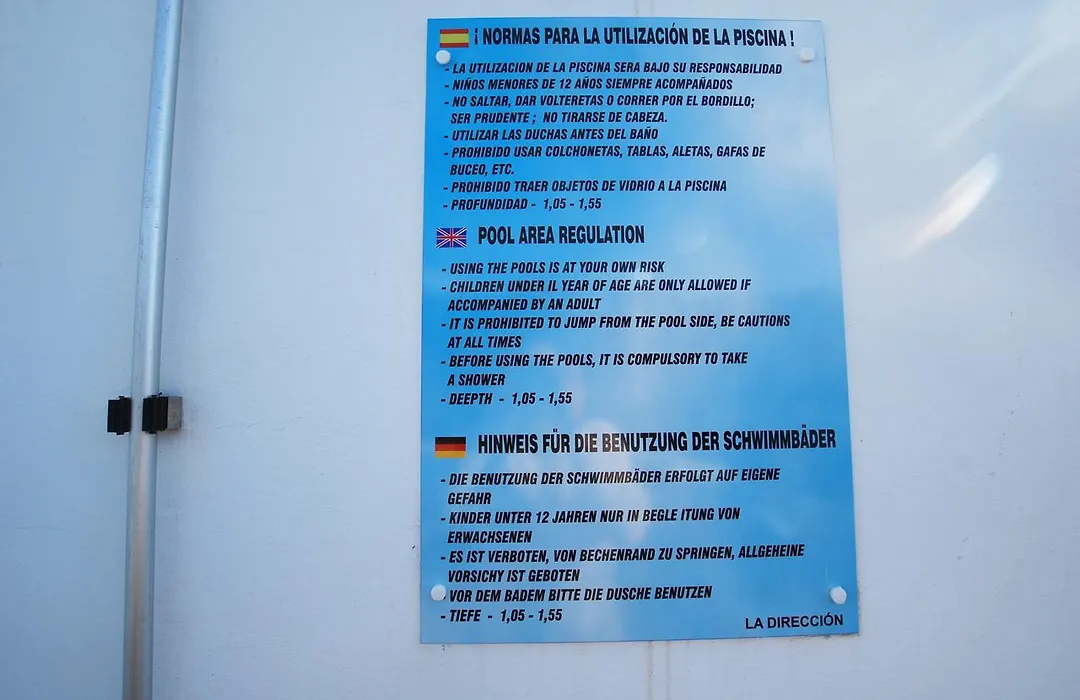 ¡ NORMAS PARA LA UTILIZACIÓN DE LA PISCINA !
- LA UTILIZACION DE LA PISCINA SERA BAJO SU RESPONSABILIDAD
- NIÑOS MENORES DE 12 AÑOS SIEMPRE ACOMPAÑADOS
- NO SALTAR, DAR VOLTERETAS O CORRER POR EL BORDILLO;
SER PRUDENTE ; NO TIRARSE DE CABEZA.
- UTILIZAR LAS DUCHAS ANTES DEL BAÑO
- PROHIBIDO USAR COLCHONETAS, TABLAS, ALETAS, GAFAS DE
BUCEO, ETC.
- PROHIBIDO TRAER OBJETOS DE VIDRIO A LA PISCINA
- PROFUNDIDAD - 1,05 - 1,55
POOL AREA REGULATION
- USING THE POOLS IS AT YOUR OWN RISK
- CHILDREN UNDER IL YEAR OF AGE ARE ONLY ALLOWED IF
ACCOMPANIED BY AN ADULT
- IT IS PROHIBITED TO JUMP FROM THE POOL SIDE, BE CAUTIONS
AT ALL TIMES
- BEFORE USING THE POOLS, IT IS COMPULSORY TO TAKE
A SHOWER
- DEEPTH - 1,05 - 1,55
HINWEIS FÜR DIE BENUTZUNG DER SCHWIMMBÄDER
- DIE BENUTZUNG DER SCHWIMMBÄDER ERFOLGT AUF EIGENE
GEFAHR
- KINDER UNTER 12 JAHREN NUR IN BEGLE ITUNG VON
ERWACHSENEN
- ES IST VERBOTEN, VON BECHENRAND ZU SPRINGEN, ALLGEHEINE
VORSICHY IST GEBOTEN
- VOR DEM BADEM BITTE DIE DUSCHE BENUTZEN
- TIEFE - 1,05 - 1,55
LA DIRECCIÓN